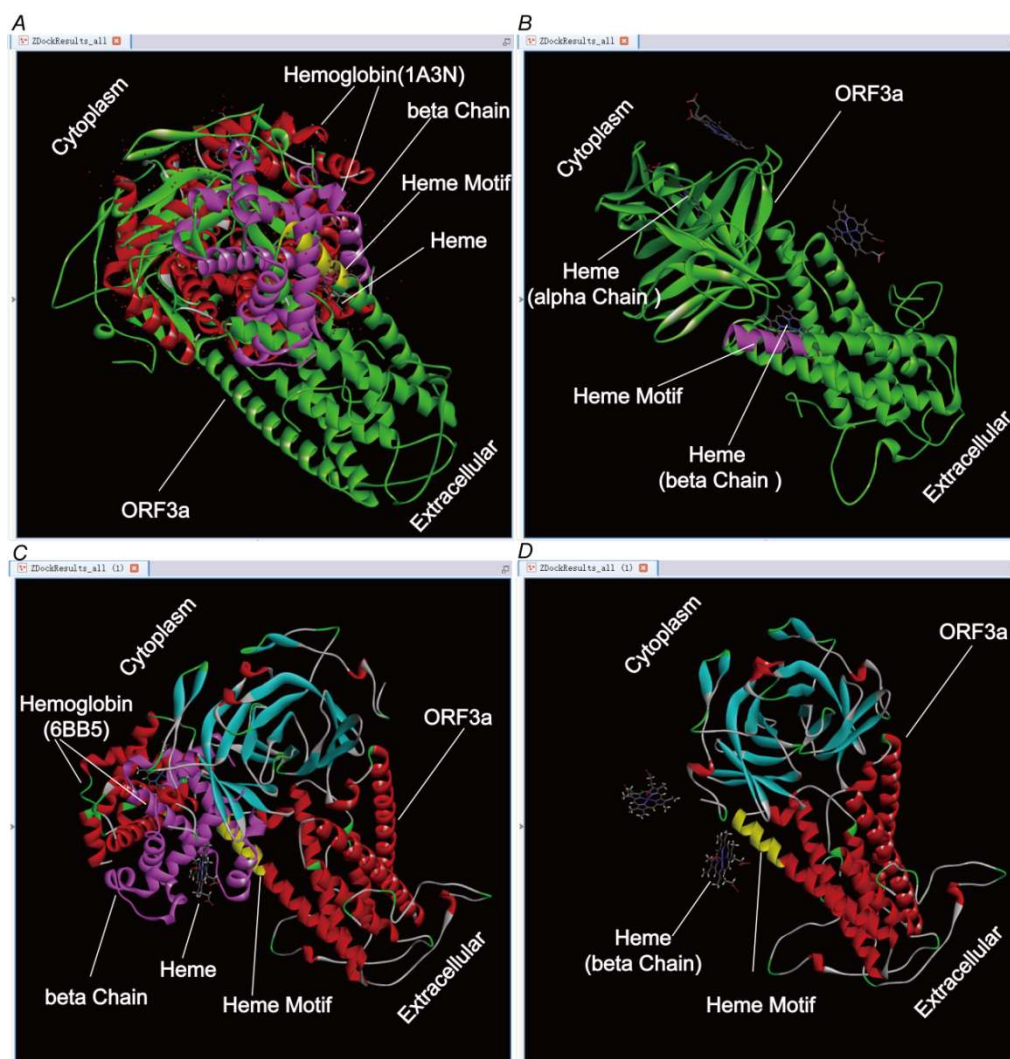 A
ZDockResults_all
Hemoglobin(1A3N)
beta Chain
Heme Motif
Heme
Cytoplasm
ORF3a
Extracellular
B
ZDockResults_all
ORF3a
Cytoplasm
Heme
(alpha Chain )
Heme Motif
Heme
(beta Chain )
Extracellular
C
ZDockResults_all (1)
Cytoplasm
Hemoglobin
(6BB5)
ORF3a
beta Chain
Heme
Heme Motif
Extracellular
D
ZDockResults_all (1)
Cytoplasm
ORF3a
Heme
(beta Chain)
Heme Motif
Extracellular